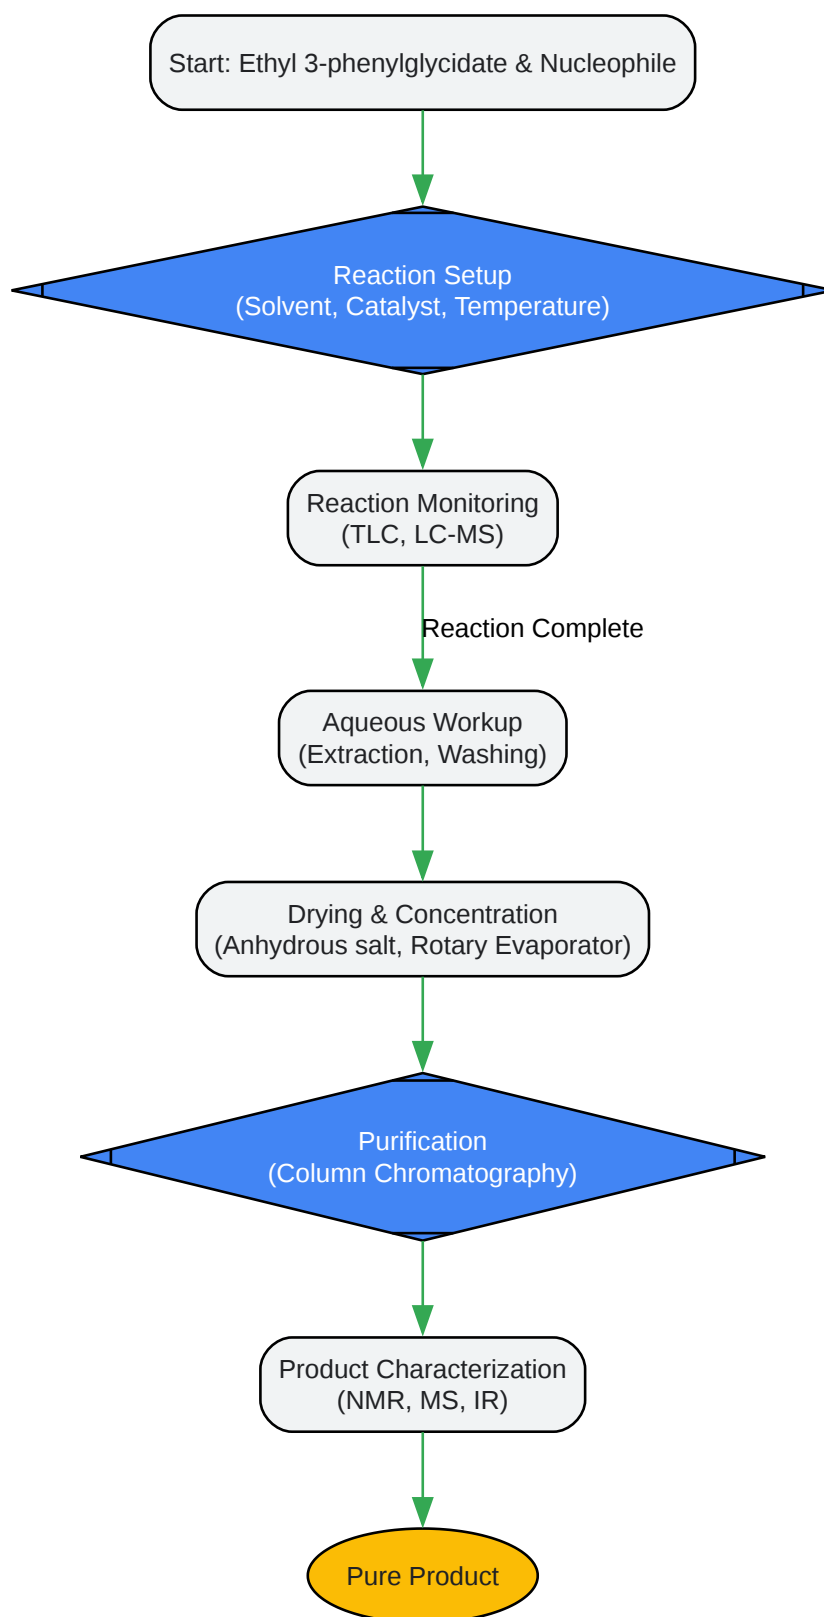 Start: Ethyl 3-phenylglycidate & Nucleophile
Reaction Setup
(Solvent, Catalyst, Temperature)
Reaction Monitoring
(TLC, LC-MS)
Reaction Complete
Aqueous Workup
(Extraction, Washing)
Drying & Concentration
(Anhydrous salt, Rotary Evaporator)
Purification
(Column Chromatography)
Product Characterization
(NMR, MS, IR)
Pure Product